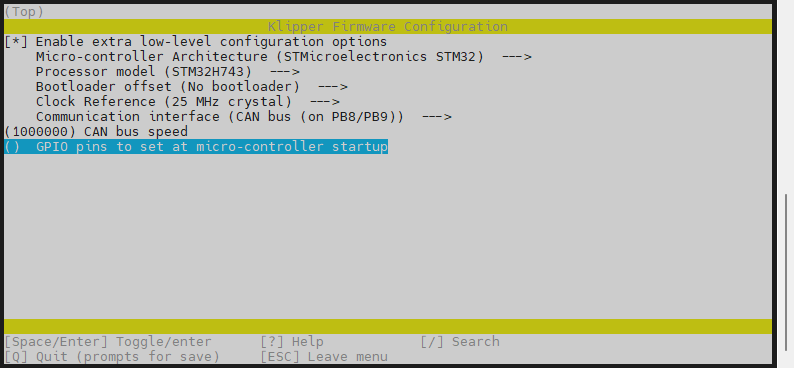 (Top)
Klipper Firmware Configuration
[*] Enable extra low-level configuration options
Micro-controller Architecture (STMicroelectronics STM32)  --->
Processor model (STM32H743)  --->
Bootloader offset (No bootloader)  --->
Clock Reference (25 MHz crystal)  --->
Communication interface (CAN bus (on PB8/PB9))  --->
(1000000) CAN bus speed
()  GPIO pins to set at micro-controller startup
[Space/Enter] Toggle/enter [?] Help [/] Search
[Q] Quit (prompts for save) [ESC] Leave menu